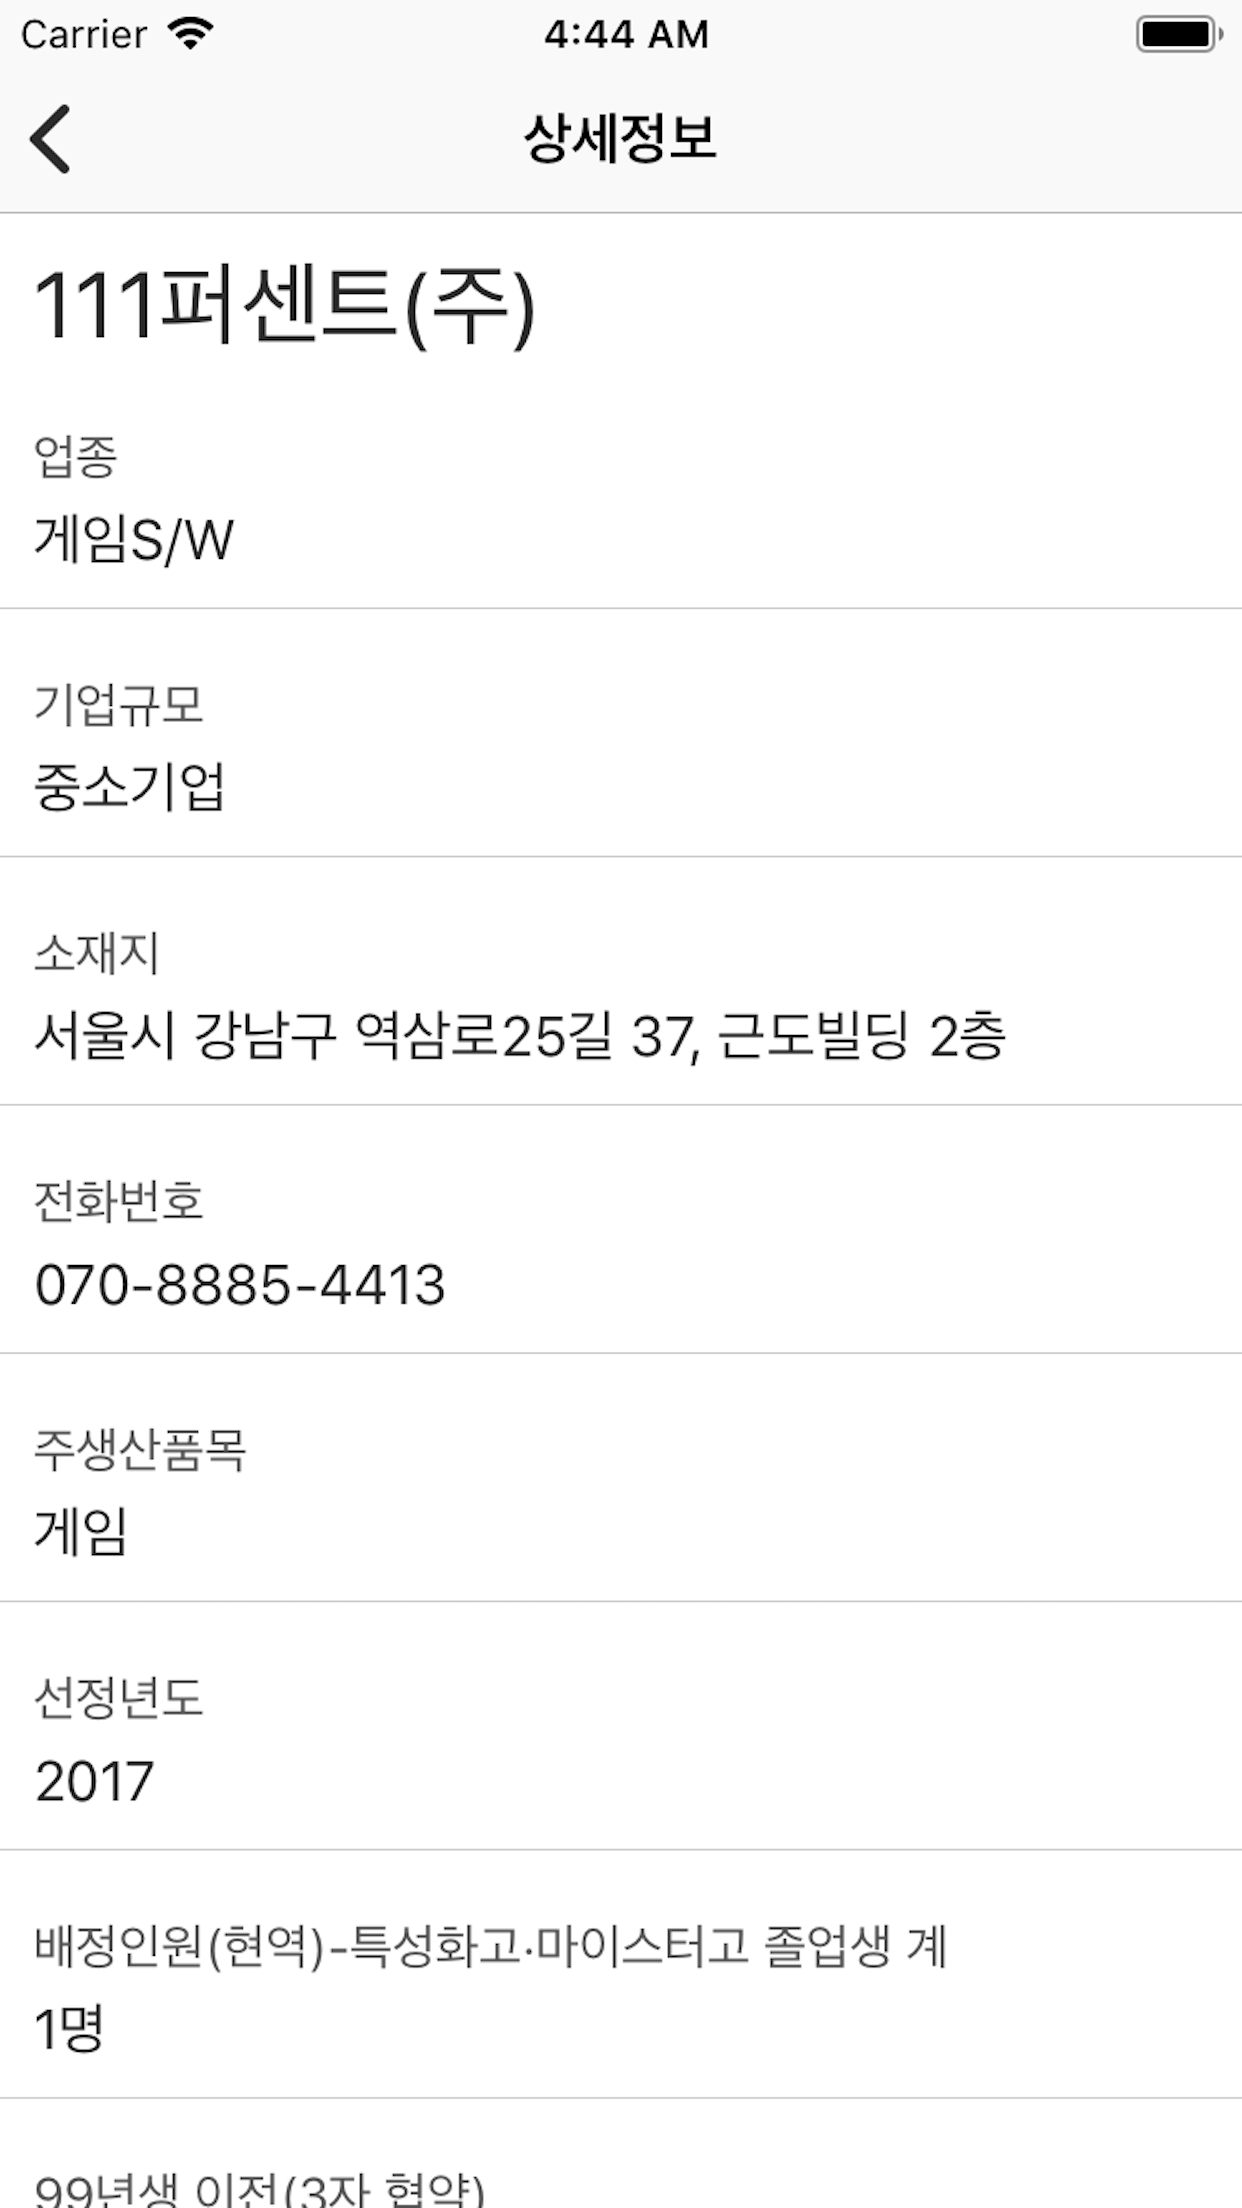 Carrier 4:44 AM
상세정보
111퍼센트(주)
업종
게임S/W
기업규모
중소기업
소재지
서울시 강남구 역삼로25길 37, 근도빌딩 2층
전화번호
070-8885-4413
주생산품목
게임
선정년도
2017
배정인원(현역)-특성화고·마이스터고 졸업생 계
1명
99년생 이전(3자 협약)